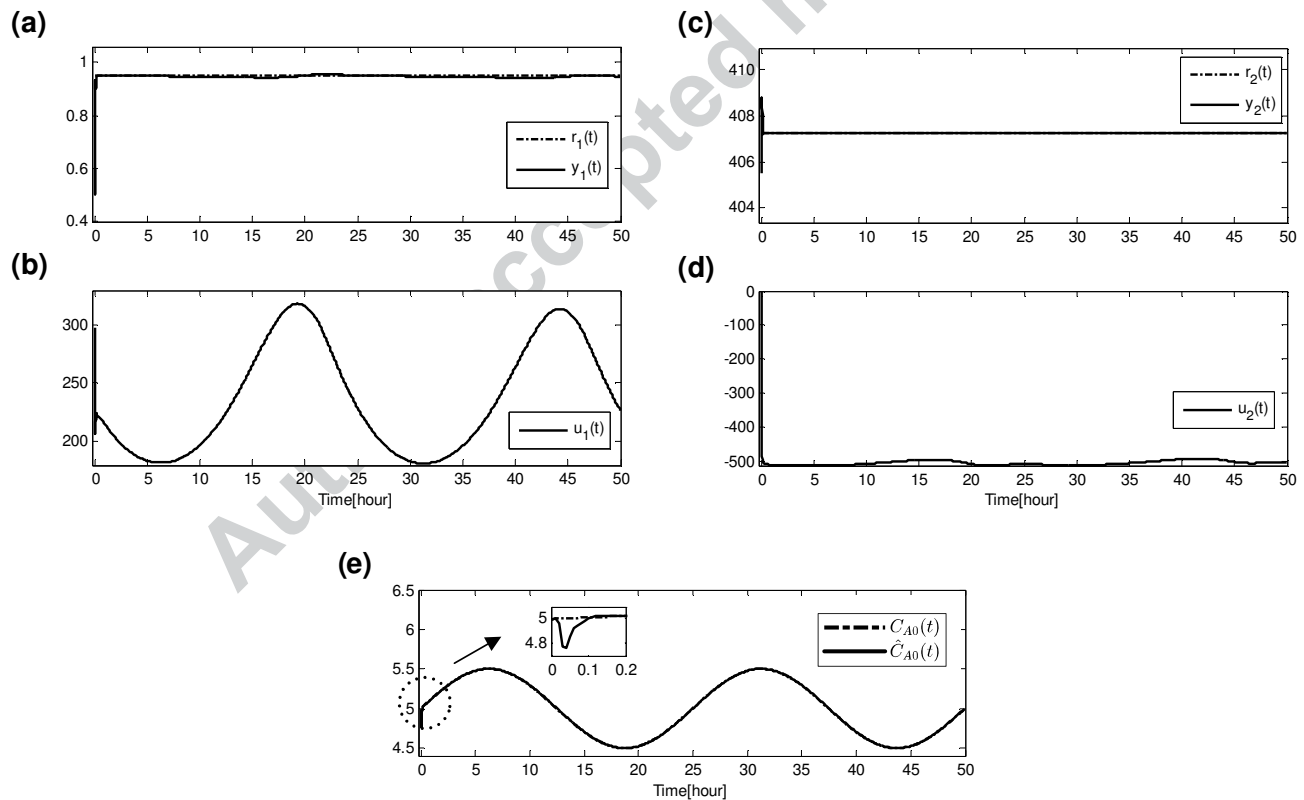 (a)
1
0.8
0.6
0.4
r1(t)
y1(t)
0 5 10 15 20 25 30 35 40 45 50
(c)
410
408
406
404
r2(t)
y2(t)
0 5 10 15 20 25 30 35 40 45 50
(b)
300
250
200
u1(t)
0 5 10 15 20 25 30 35 40 45 50
Time[hour]
(d)
0
-100
-200
-300
-400
-500
u2(t)
0 5 10 15 20 25 30 35 40 45 50
Time[hour]
(e)
6.5
6
5.5
5
4.5
5
4.8
0 0.1 0.2
CA0(t)
ĈA0(t)
0 5 10 15 20 25 30 35 40 45 50
Time[hour]